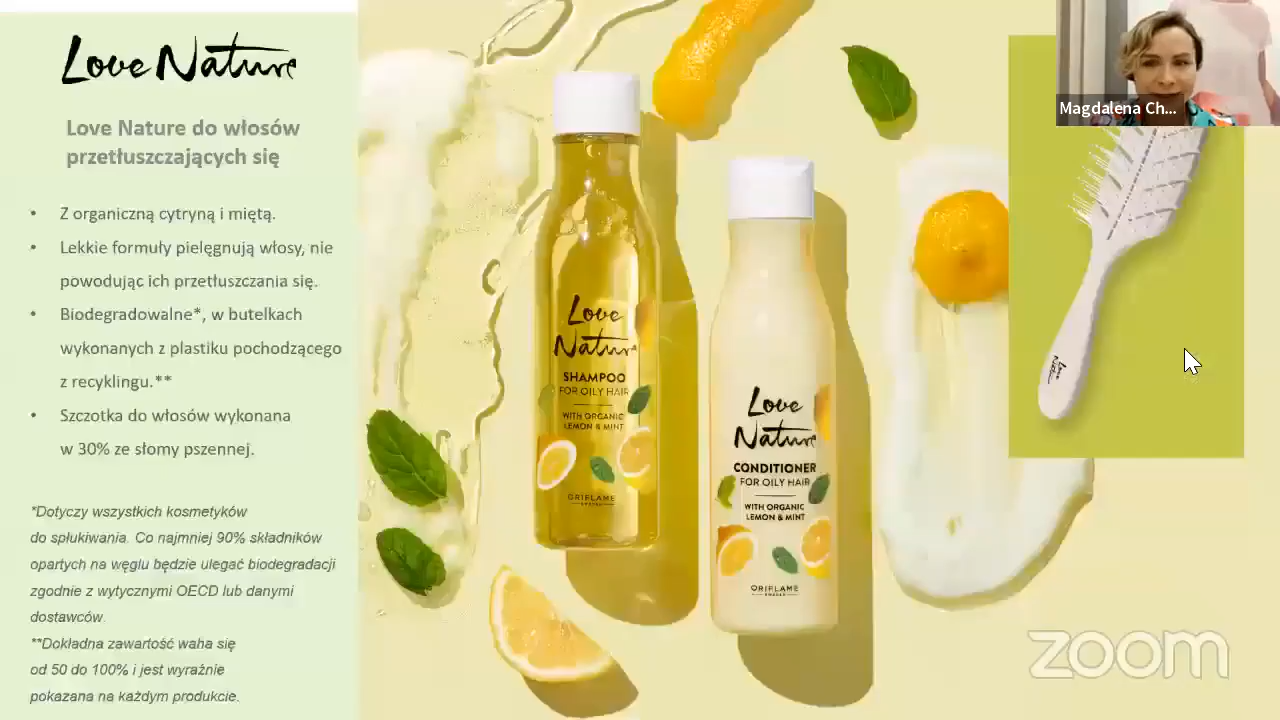 Love Nature
Love Nature do włosów
przetłuszczających się
• Z organiczną cytryną i miętą.
• Lekkie formuły pielęgnują włosy, nie
powodując ich przetłuszczania się.
• Biodegradowalne*, w butelkach
wykonanych z plastiku pochodzącego
z recyklingu.**
• Szczotka do włosów wykonana
w 30% ze słomy pszennej.
*Dotyczy wszystkich kosmetyków
do spłukiwania. Co najmniej 90% składników
opartych na węglu będzie ulegać biodegradacji
zgodnie z wytycznymi OECD lub danymi
dostawców.
**Dokładna zawartość waha się
od 50 do 100% i jest wyraźnie
pokazana na każdym produkcie.
Love
Nature
SHAMPOO
FOR OILY HAIR
WITH ORGANIC
LEMON & MINT
ORIFLAME
SWEDEN
Love
Nature
CONDITIONER
FOR OILY HAIR
WITH ORGANIC
LEMON & MINT
ORIFLAME
SWEDEN
Magdalena Ch...
Love
Nature
zoom